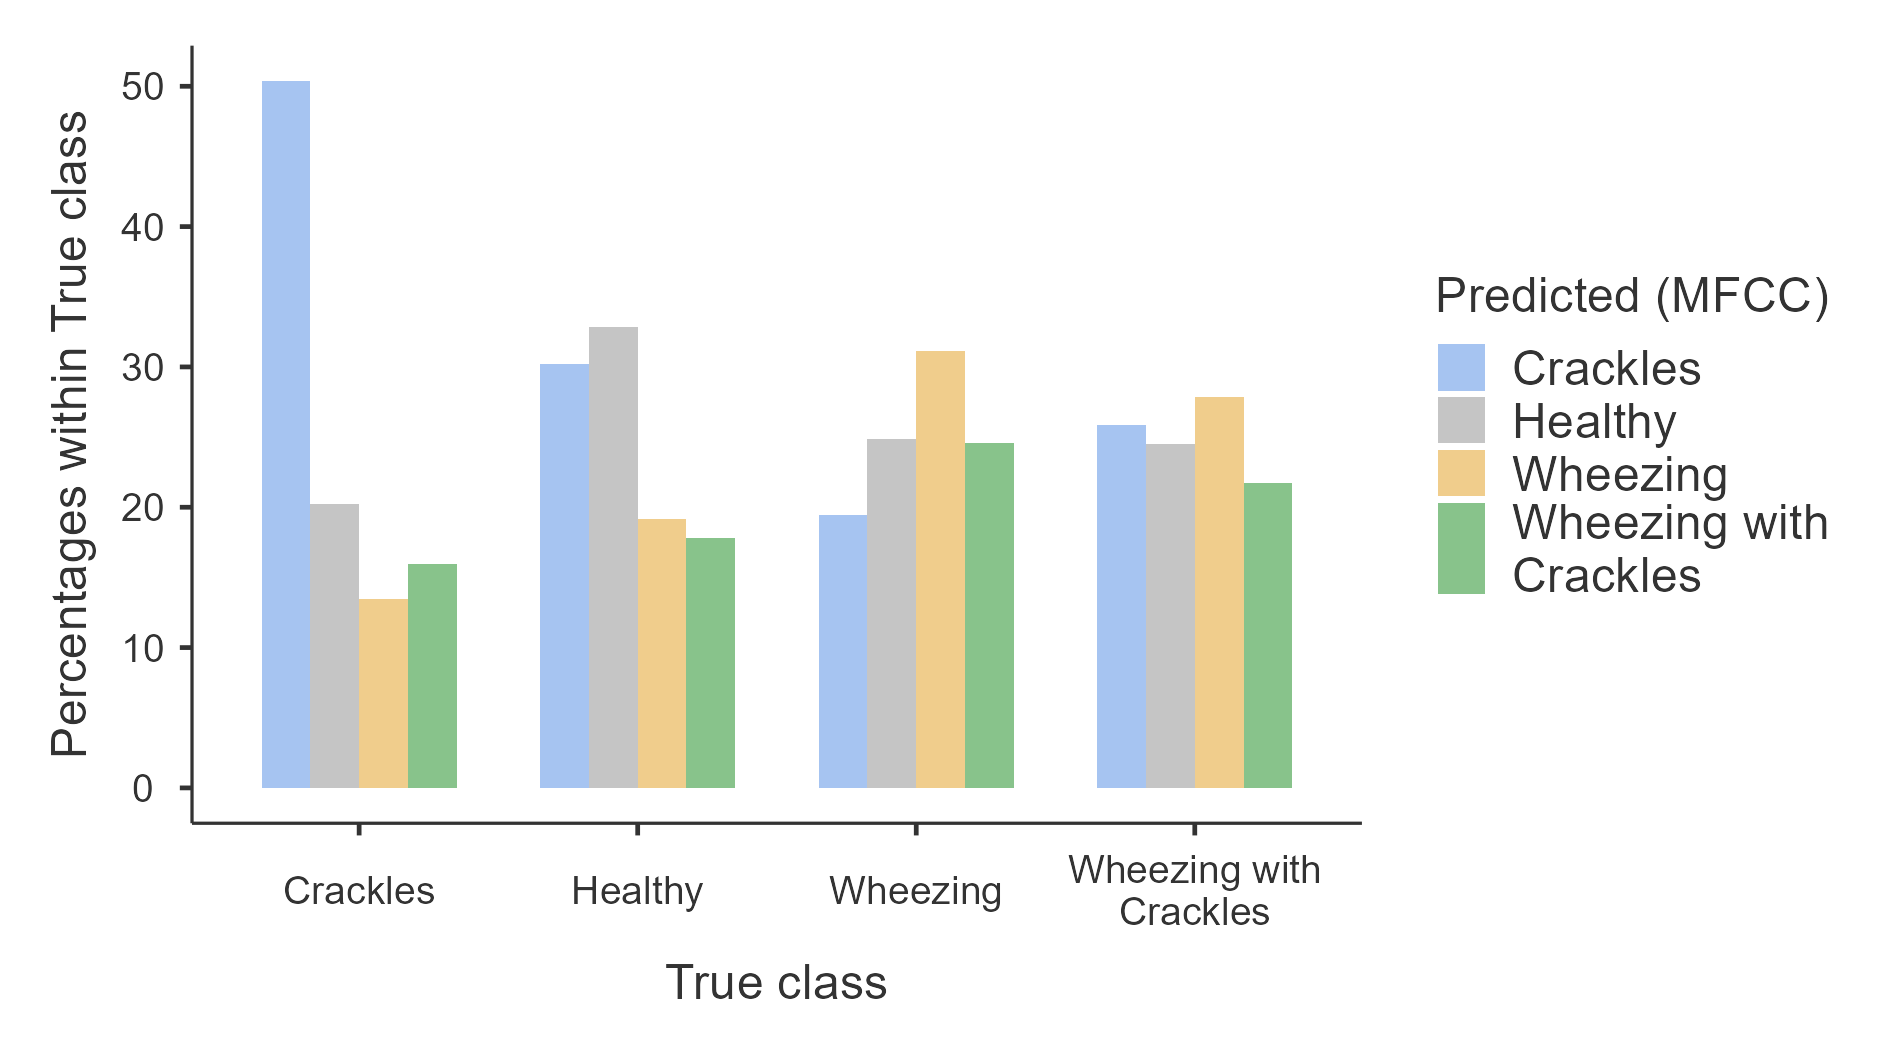 Percentages within True class
50
40
30
20
10
0
Crackles
Healthy
Wheezing
Wheezing with
Crackles
True class
Predicted (MFCC)
Crackles
Healthy
Wheezing
Wheezing with
Crackles